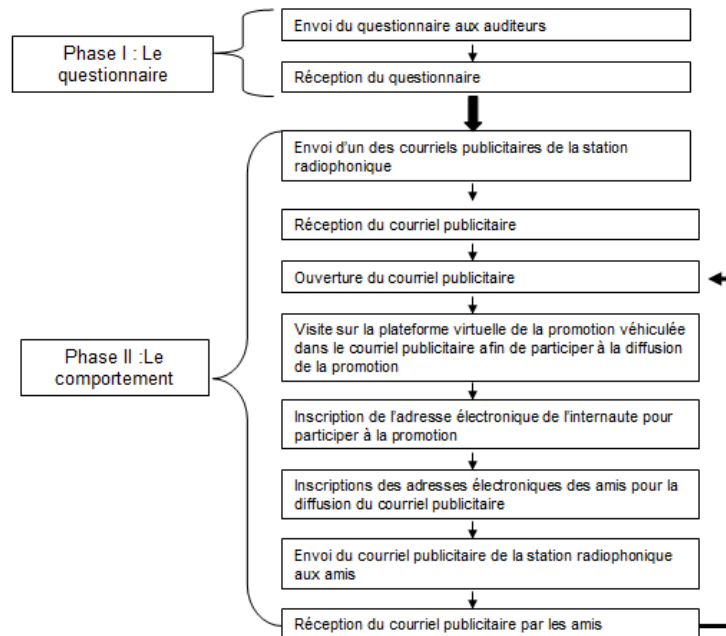 Envoi du questionnaire aux auditeurs
Phase I : Le
questionnaire
Réception du questionnaire
Envoi d'un des courriels publicitaires de la station
radiophonique
Réception du courriel publicitaire
Ouverture du courriel publicitaire
Visite sur la plateforme virtuelle de la promotion véhiculée
dans le courriel publicitaire afin de participer à la diffusion
de la promotion
Phase II :Le
comportement
Inscription de l'adresse électronique de l'internaute pour
participer à la promotion
Inscriptions des adresses électroniques des amis pour la
diffusion du courriel publicitaire
Envoi du courriel publicitaire de la station radiophonique
aux amis
Réception du courriel publicitaire par les amis